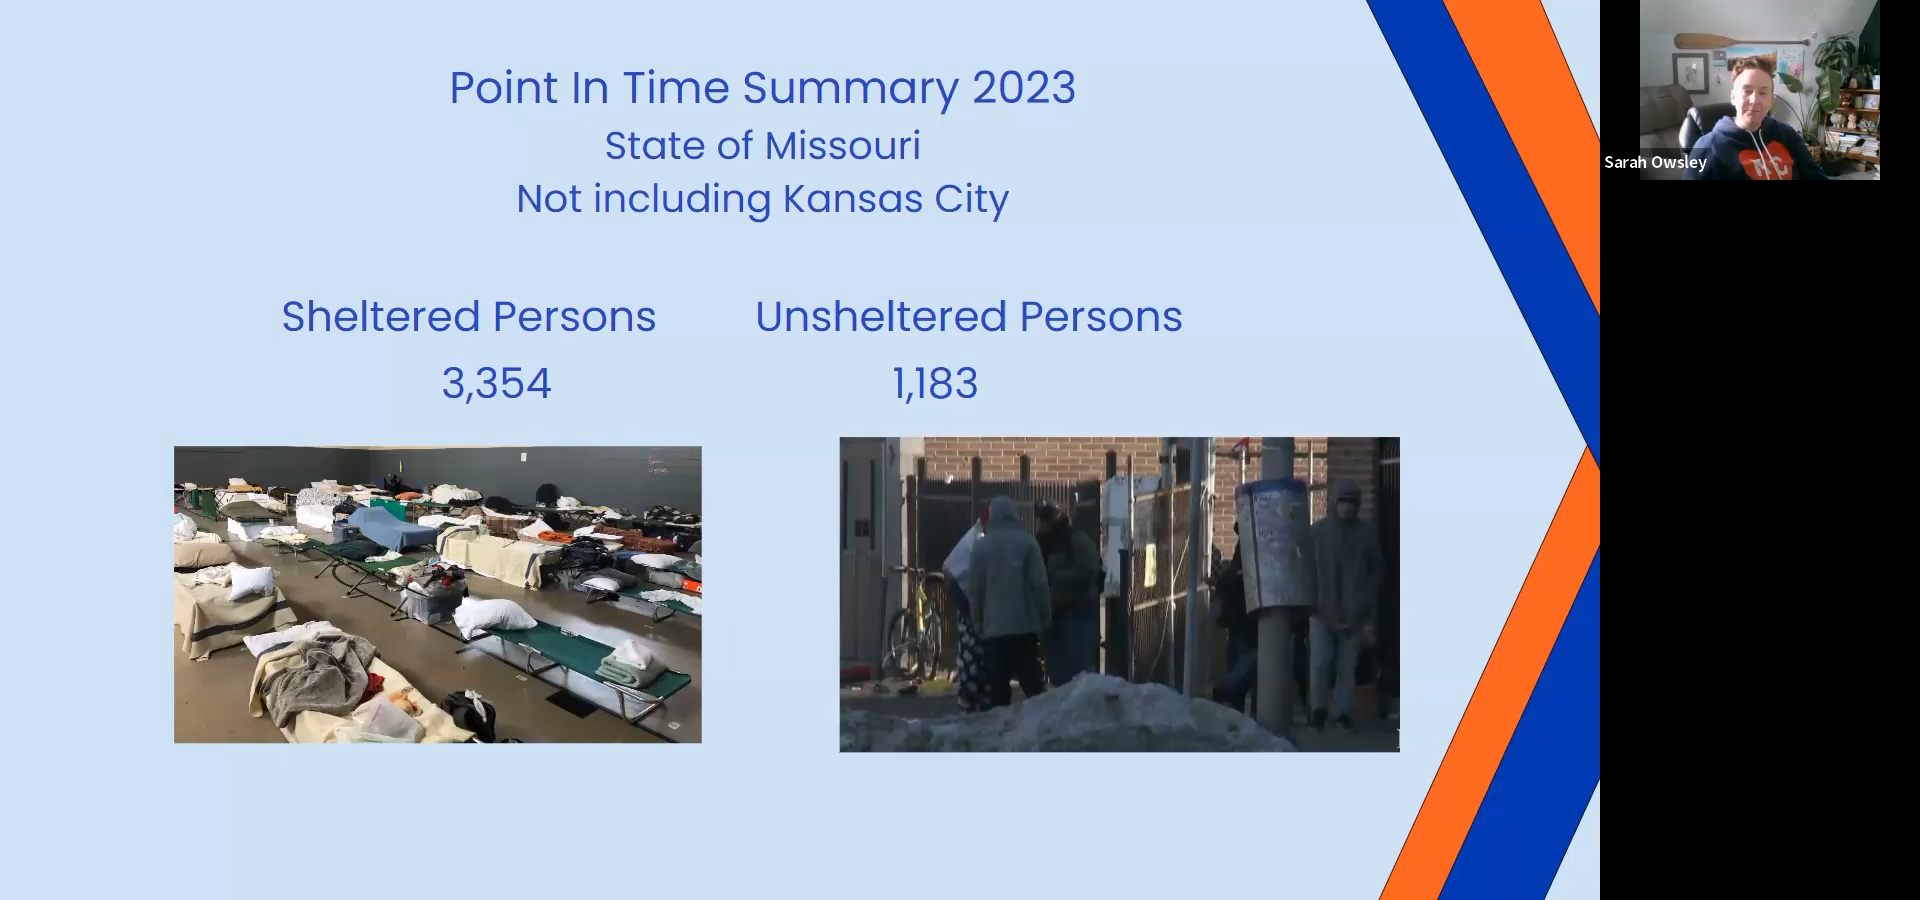 Point In Time Summary 2023
State of Missouri
Not including Kansas City
Sheltered Persons
Unsheltered Persons
3,354
1,183
Sarah Owsley
KC